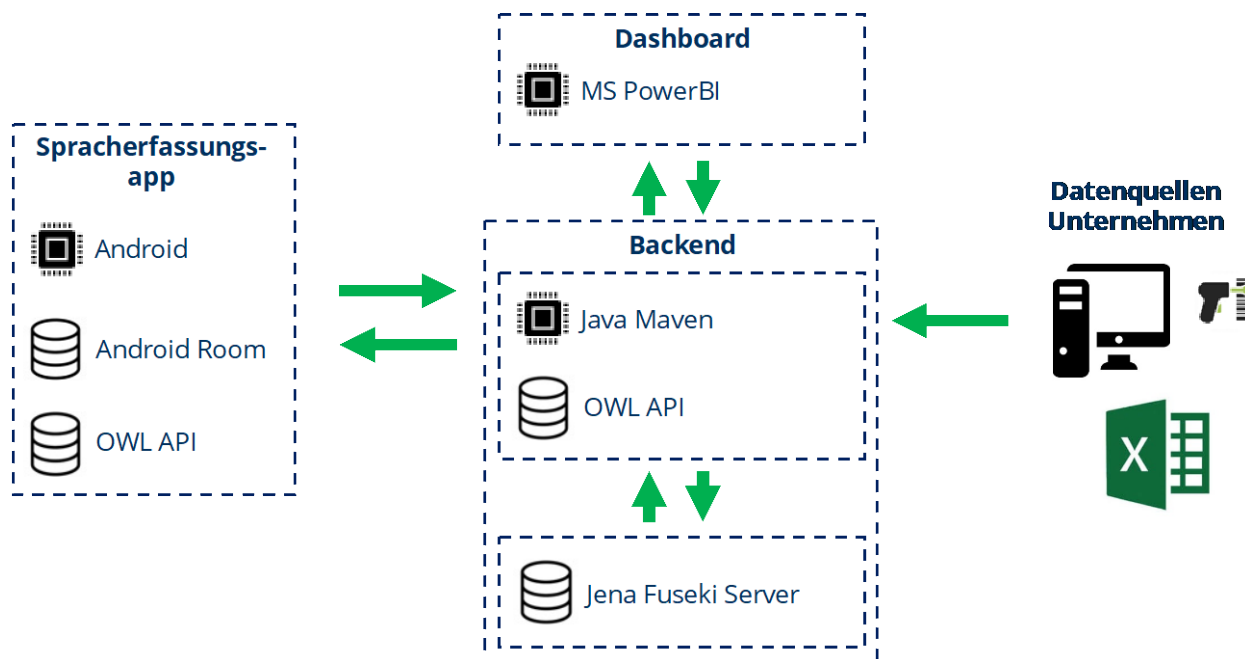 Dashboard
MS PowerBI
Spracherfassungs-
app
Android
Android Room
OWL API
Backend
Java Maven
OWL API
Jena Fuseki Server
Datenquellen
Unternehmen
X